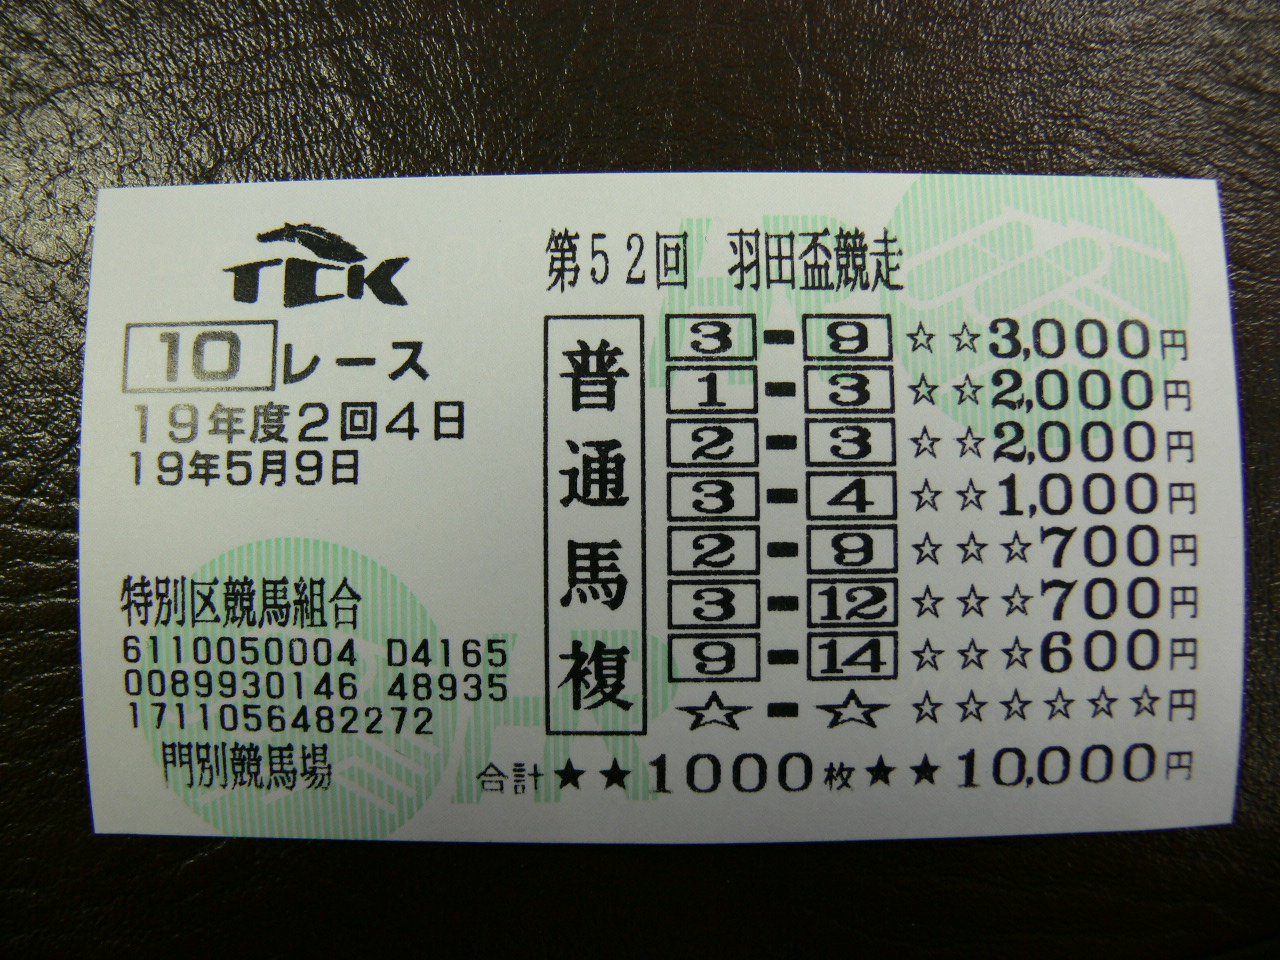 TCK
第52回 羽田盃競走
10レース
19年度2回4日
19年5月9日
特別区競馬組合
6110050004 D4165
0089930146 48935
1711056482272
門別競馬場
普通馬複
3-9 ☆☆3,000円
1-3 ☆☆2,000円
2-3 ☆☆2,000円
3-4 ☆☆1,000円
2-9 ☆☆☆700円
3-12 ☆☆☆700円
9-14 ☆☆☆600円
☆-☆ ☆☆☆☆☆☆円
合計★★1000枚★★10,000円